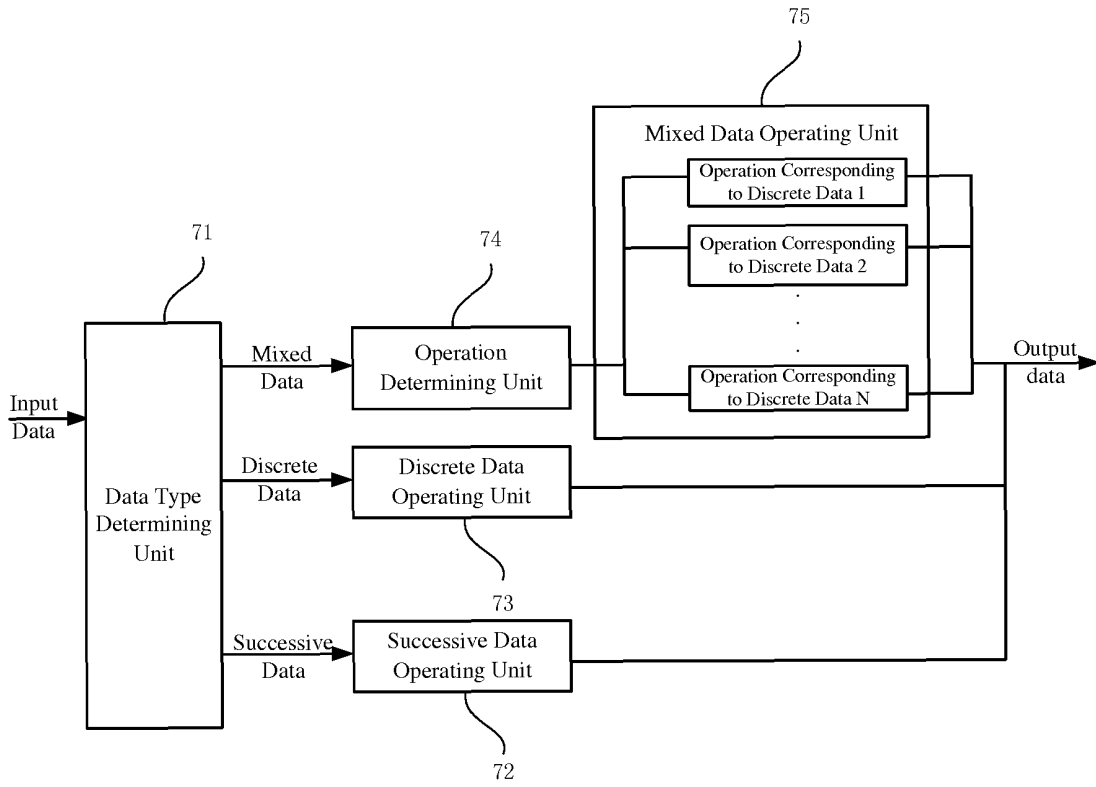 75
Mixed Data Operating Unit
Operation Corresponding
to Discrete Data 1
Operation Corresponding
to Discrete Data 2
.
.
.
Operation Corresponding
to Discrete Data N
71
74
Mixed
Data
Operation
Determining Unit
Output
data
Input
Data
Data Type
Determining
Unit
Discrete
Data
Discrete Data
Operating Unit
73
Successive
Data
Successive Data
Operating Unit
72